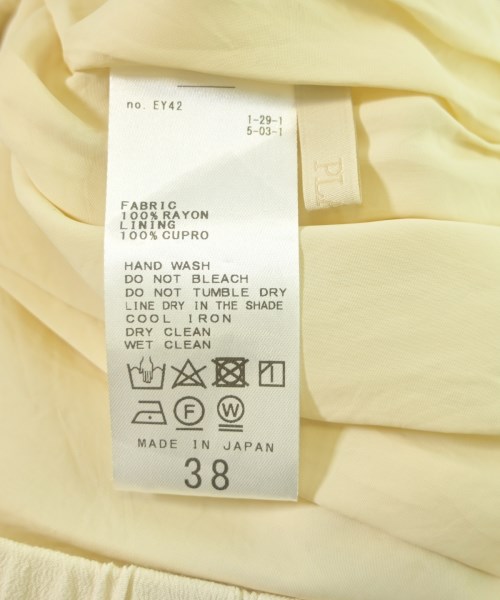 no. EY42
1-29-1
5-03-1
PL
FABRIC
100% RAYON
LINING
100% CUPRO
HAND WASH
DO NOT BLEACH
DO NOT TUMBLE DRY
LINE DRY IN THE SHADE
COOL IRON
DRY CLEAN
WET CLEAN
F W
MADE IN JAPAN
38